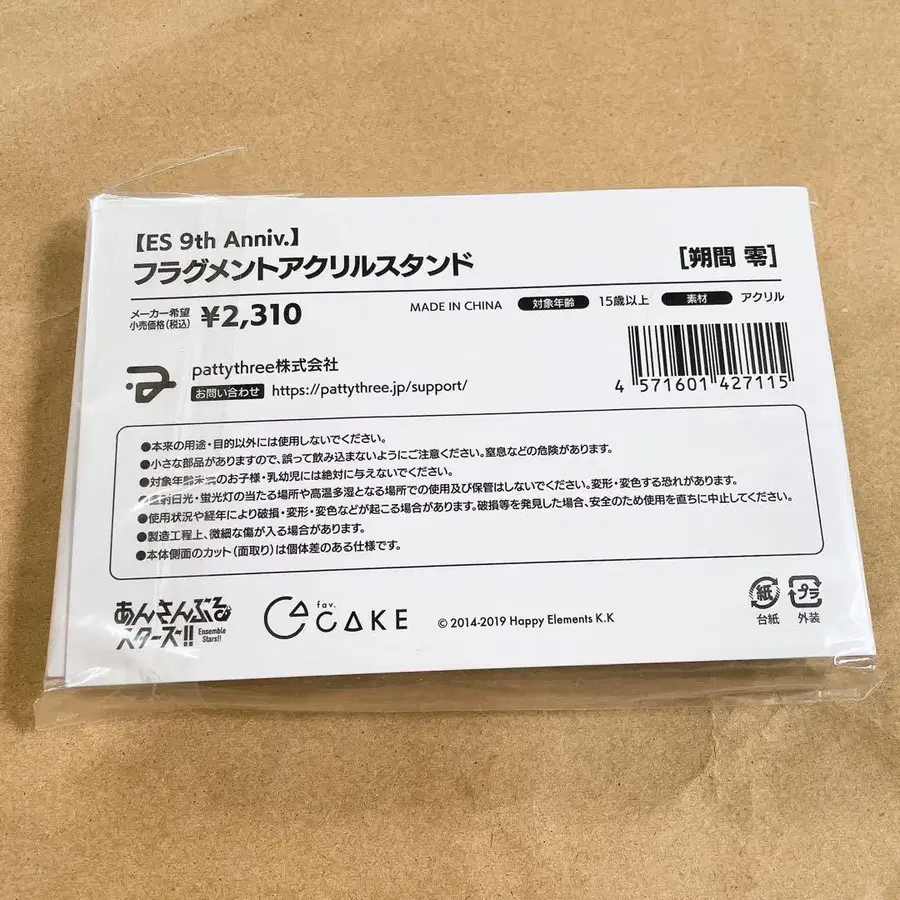 【ES 9th Anniv.】
フラグメントアクリルスタンド
[朔間 零]
メーカー希望
小売価格(税込)
¥2,310
MADE IN CHINA 対象年齢 15歳以上 素材 アクリル
pattythree株式会社
お問い合わせ https://pattythree.jp/support/
4 571601 427115
●本来の用途・目的以外には使用しないでください。
●小さな部品がありますので、誤って飲み込まないようにご注意ください。窒息などの危険があります。
●対象年齢未満のお子様・乳幼児には絶対に与えないでください。
●直射日光・蛍光灯の当たる場所や高温多湿となる場所での使用及び保管はしないでください。変形・変色する恐れがあります。
●使用状況や経年により破損・変形・変色などが起こる場合があります。破損等を発見した場合、安全のため使用を直ちに中止してください。
●製造工程上、微細な傷が入る場合があります。
●本体側面のカット(面取り)は個体差のある仕様です。
あんさんぶる
スターズ!!
Ensemble
Stars!!
fav.
CAKE
© 2014-2019 Happy Elements K.K
紙 プラ
台紙 外装